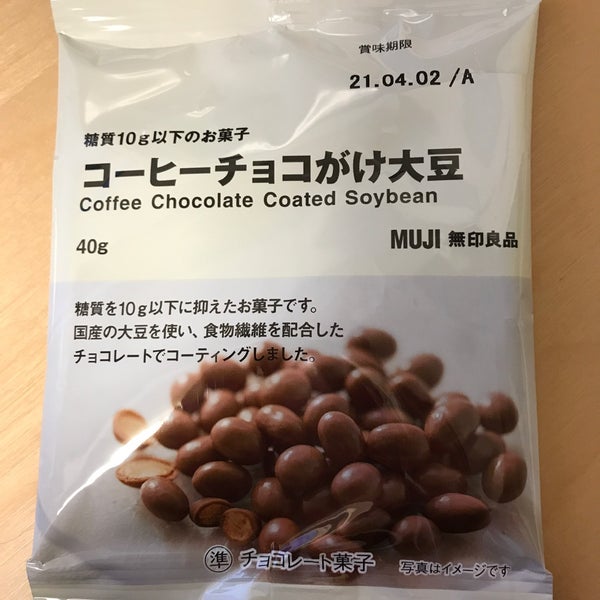 賞味期限
21.04.02 /A
糖質10g以下のお菓子
コーヒーチョコがけ大豆
Coffee Chocolate Coated Soybean
40g
MUJI 無印良品
糖質を10g以下に抑えたお菓子です。
国産の大豆を使い、食物繊維を配合した
チョコレートでコーティングしました。
準 チョコレート菓子
写真はイメージです